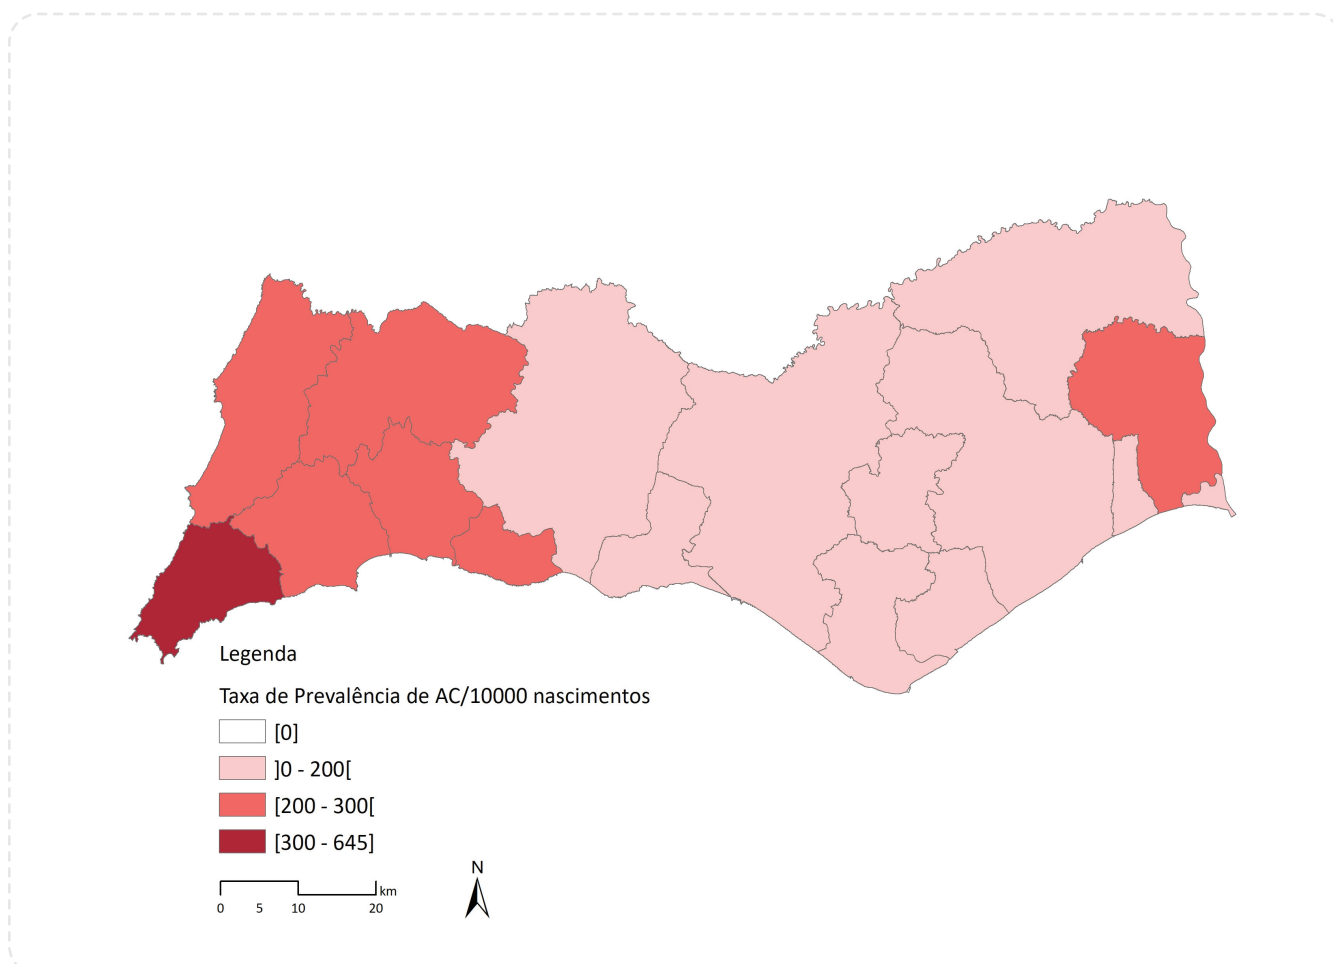 Legenda
Taxa de Prevalência de AC/10000 nascimentos
[0]
]0 - 200[
[200 - 300[
[300 - 645]
km
0 5 10 20
N